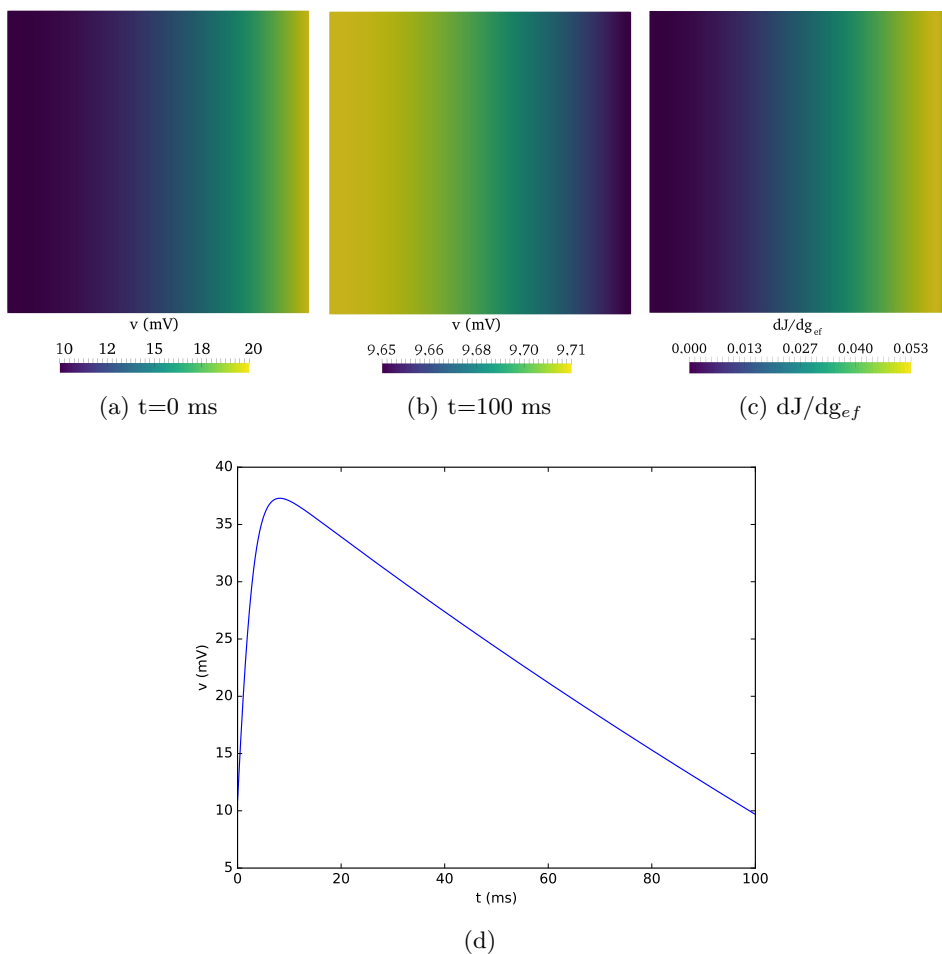 v (mV)
10 12 15 18 20
(a) t=0 ms
v (mV)
9.65 9.66 9.68 9.70 9.71
(b) t=100 ms
dJ/dg_ef
0.000 0.013 0.027 0.040 0.053
(c) dJ/dg_ef
40
35
30
25
20
15
10
5
v (mV)
0 20 40 60 80 100
t (ms)
(d)